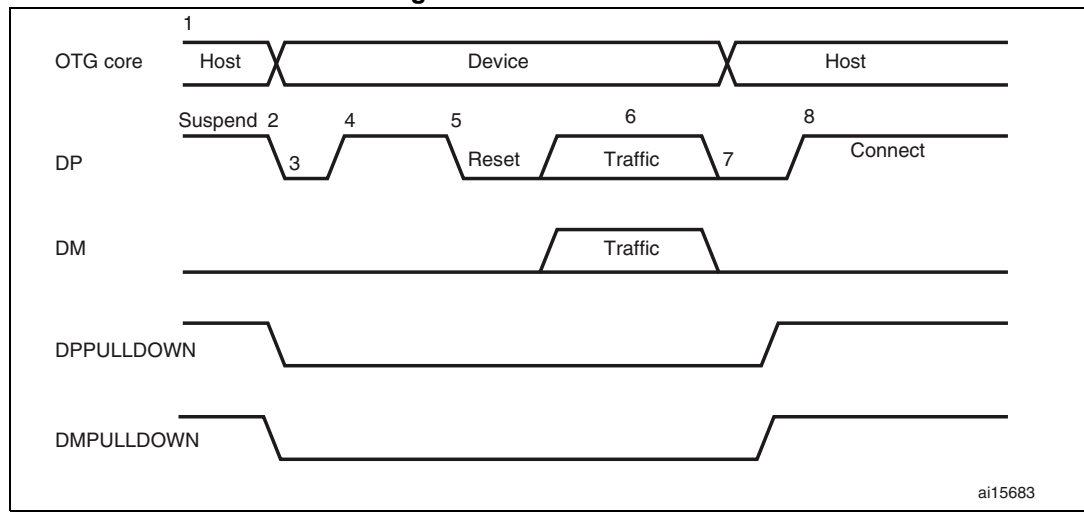 1
OTG core Host Device Host
Suspend 2 4 5 6 8
DP 3 Reset Traffic 7 Connect
DM Traffic
DPPULLDOWN
DMPULLDOWN
ai15683